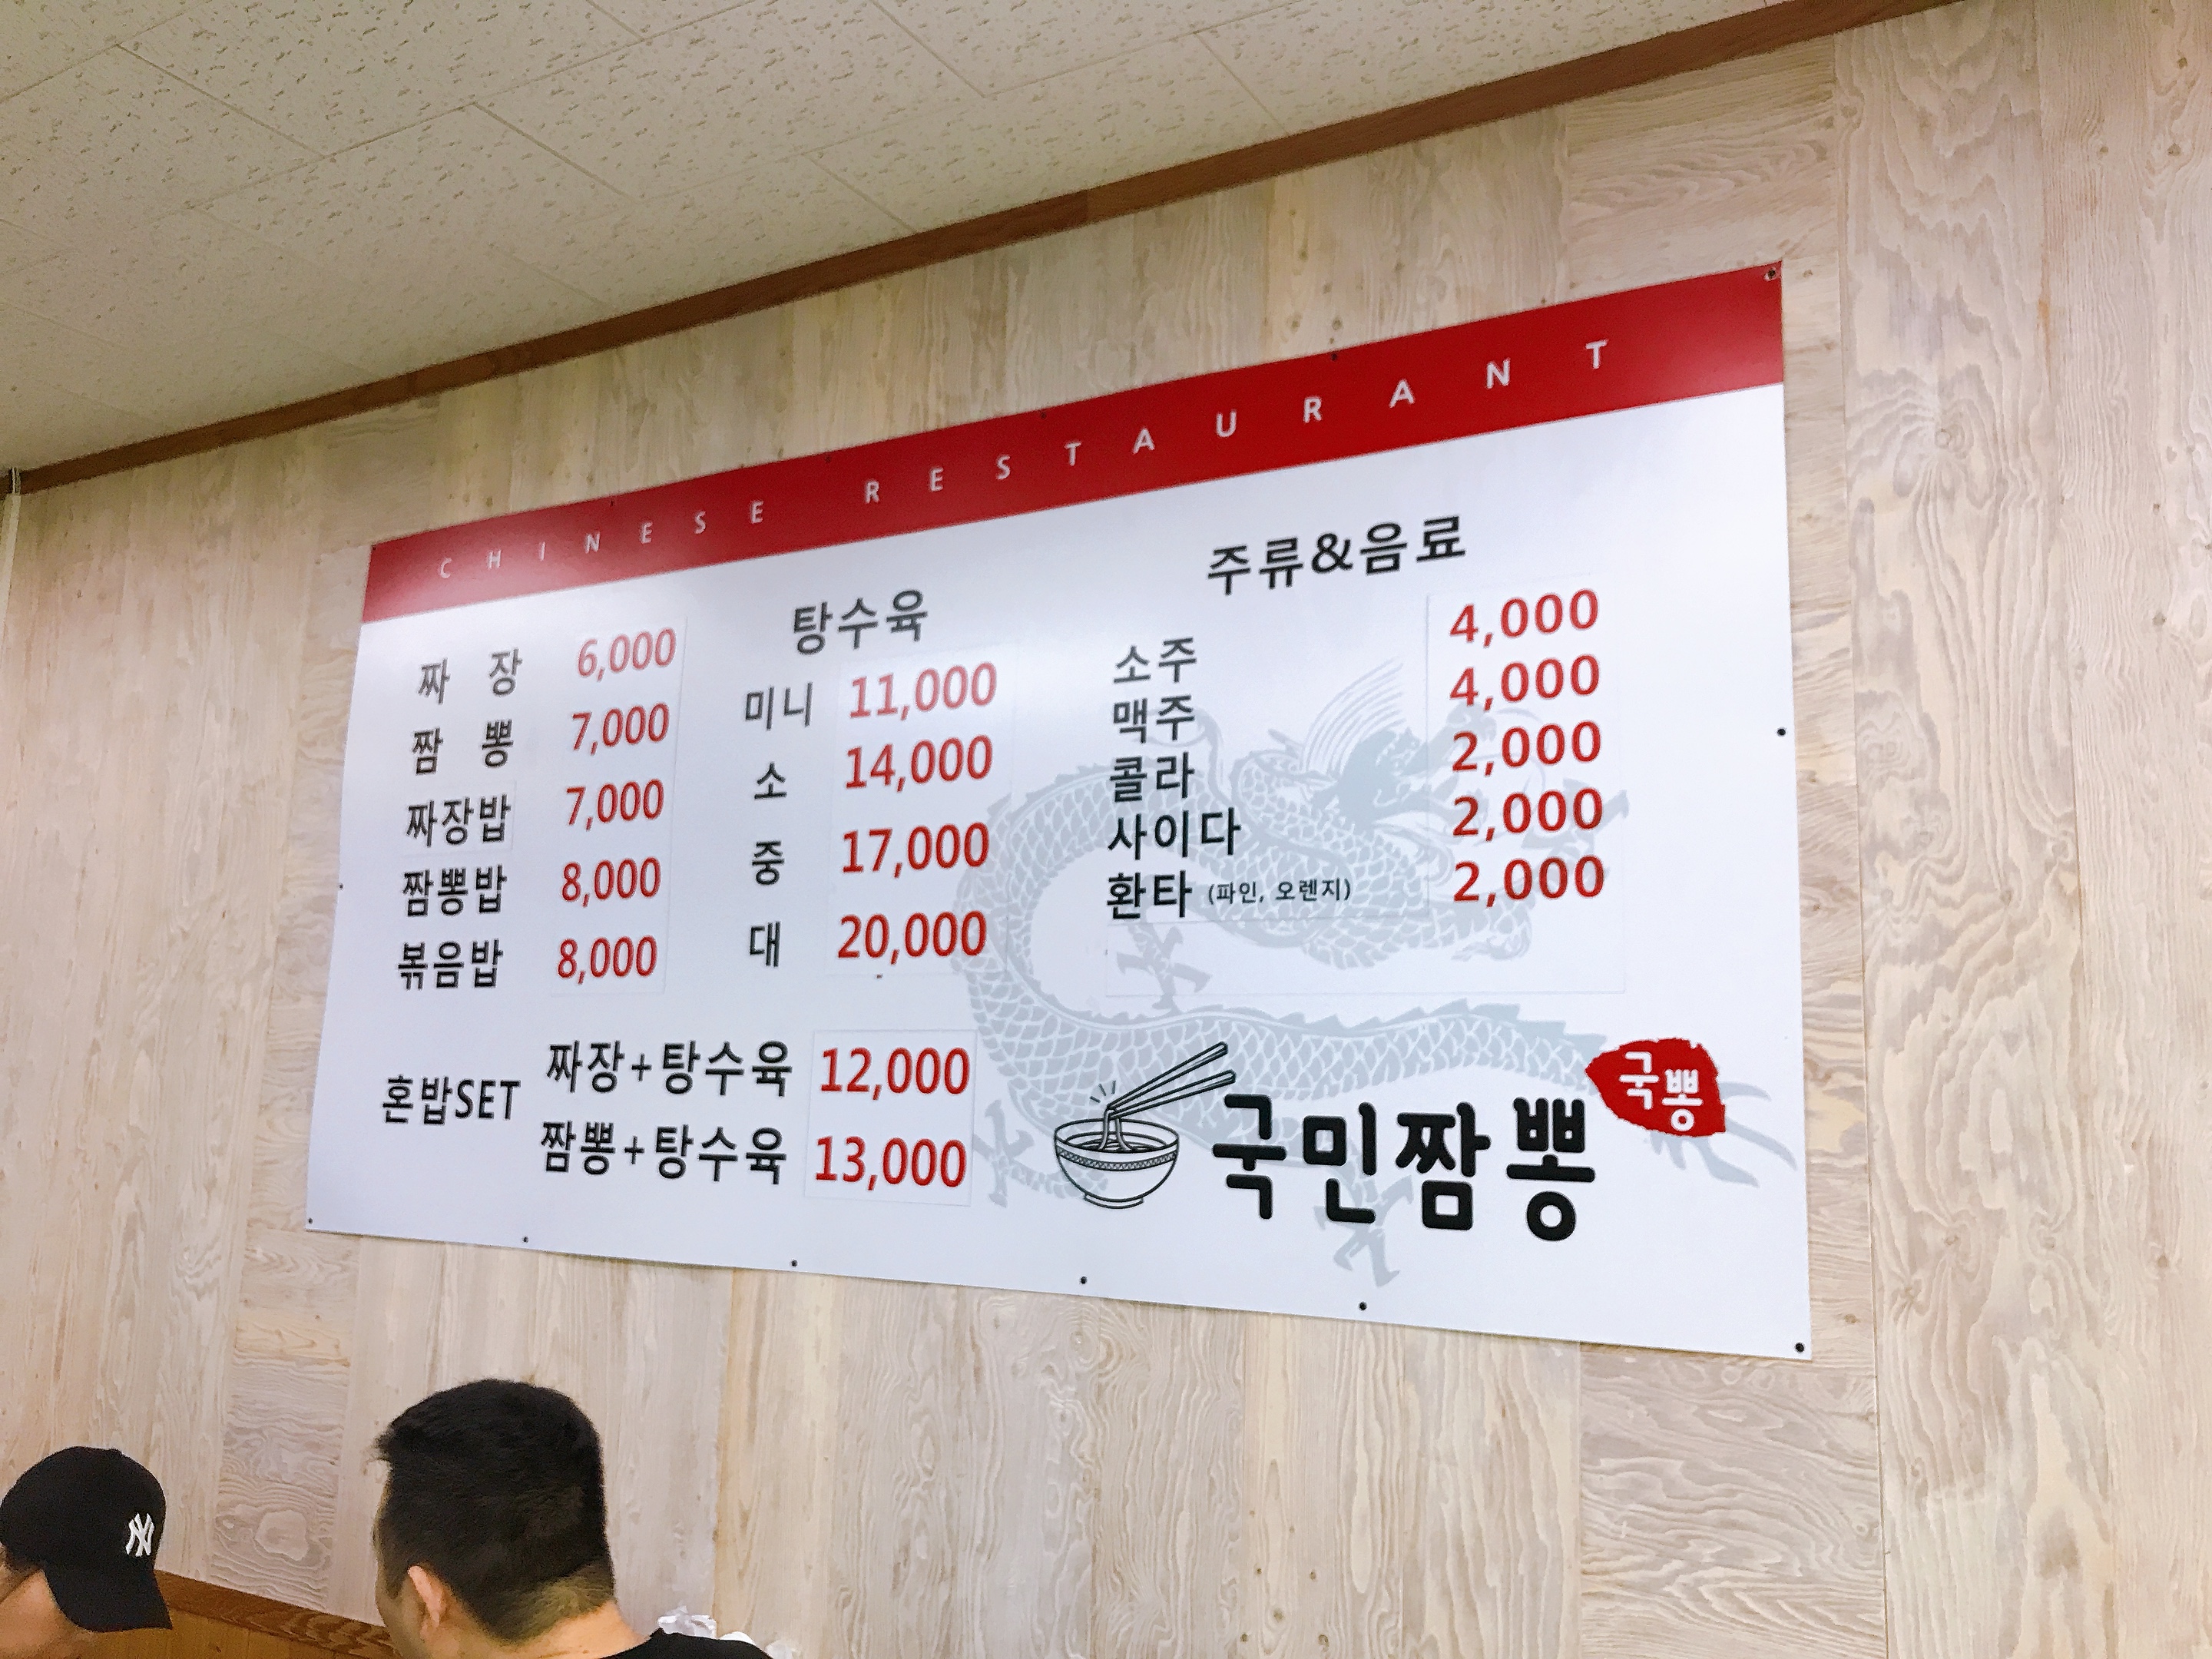 CHINESE RESTAURANT
짜 장 6,000
짬 뽕 7,000
짜장밥 7,000
짬뽕밥 8,000
볶음밥 8,000
탕수육
미니 11,000
소 14,000
중 17,000
대 20,000
주류&음료
소주 4,000
맥주 4,000
콜라 2,000
사이다 2,000
환타 (파인, 오렌지) 2,000
혼밥SET
짜장+탕수육 12,000
짬뽕+탕수육 13,000
국민짬뽕
국뽕
NY